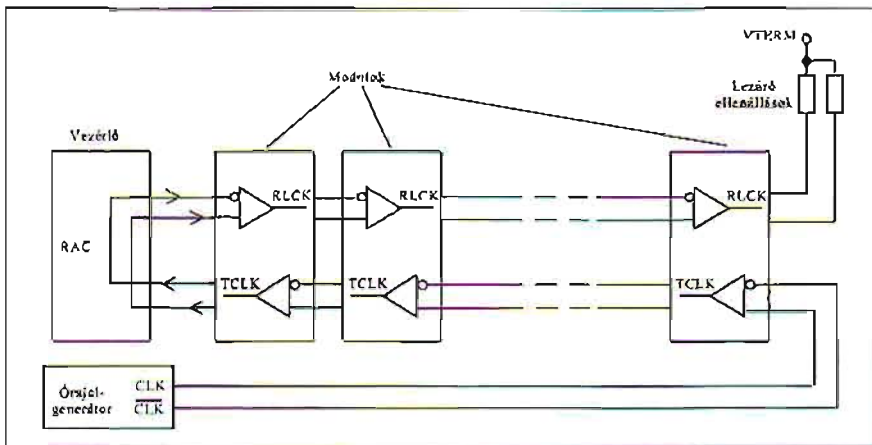 VTERM
Modulok
Lezáró
ellenállások
Vezérlő
RLCK
RLCK
RLCK
RAC
TCLK
TCLK
TCLK
Órajel-
generátor
CLK
CLK